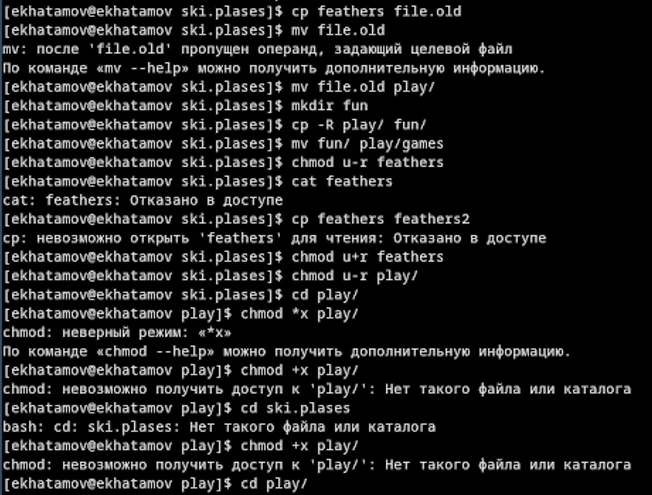 [ekhatamov@ekhatamov ski.plases]$ cp feathers file.old
[ekhatamov@ekhatamov ski.plases]$ mv file.old
mv: после 'file.old' пропущен операнд, задающий целевой файл
По команде «mv --help» можно получить дополнительную информацию.
[ekhatamov@ekhatamov ski.plases]$ mv file.old play/
[ekhatamov@ekhatamov ski.plases]$ mkdir fun
[ekhatamov@ekhatamov ski.plases]$ cp -R play/ fun/
[ekhatamov@ekhatamov ski.plases]$ mv fun/ play/games
[ekhatamov@ekhatamov ski.plases]$ chmod u-r feathers
[ekhatamov@ekhatamov ski.plases]$ cat feathers
cat: feathers: Отказано в доступе
[ekhatamov@ekhatamov ski.plases]$ cp feathers feathers2
cp: невозможно открыть 'feathers' для чтения: Отказано в доступе
[ekhatamov@ekhatamov ski.plases]$ chmod u+r feathers
[ekhatamov@ekhatamov ski.plases]$ chmod u-r play/
[ekhatamov@ekhatamov ski.plases]$ cd play/
[ekhatamov@ekhatamov play]$ chmod *x play/
chmod: неверный режим: «*x»
По команде «chmod --help» можно получить дополнительную информацию.
[ekhatamov@ekhatamov play]$ chmod +x play/
chmod: невозможно получить доступ к 'play/': Нет такого файла или каталога
[ekhatamov@ekhatamov play]$ cd ski.plases
bash: cd: ski.plases: Нет такого файла или каталога
[ekhatamov@ekhatamov play]$ chmod +x play/
chmod: невозможно получить доступ к 'play/': Нет такого файла или каталога
[ekhatamov@ekhatamov play]$ cd play/